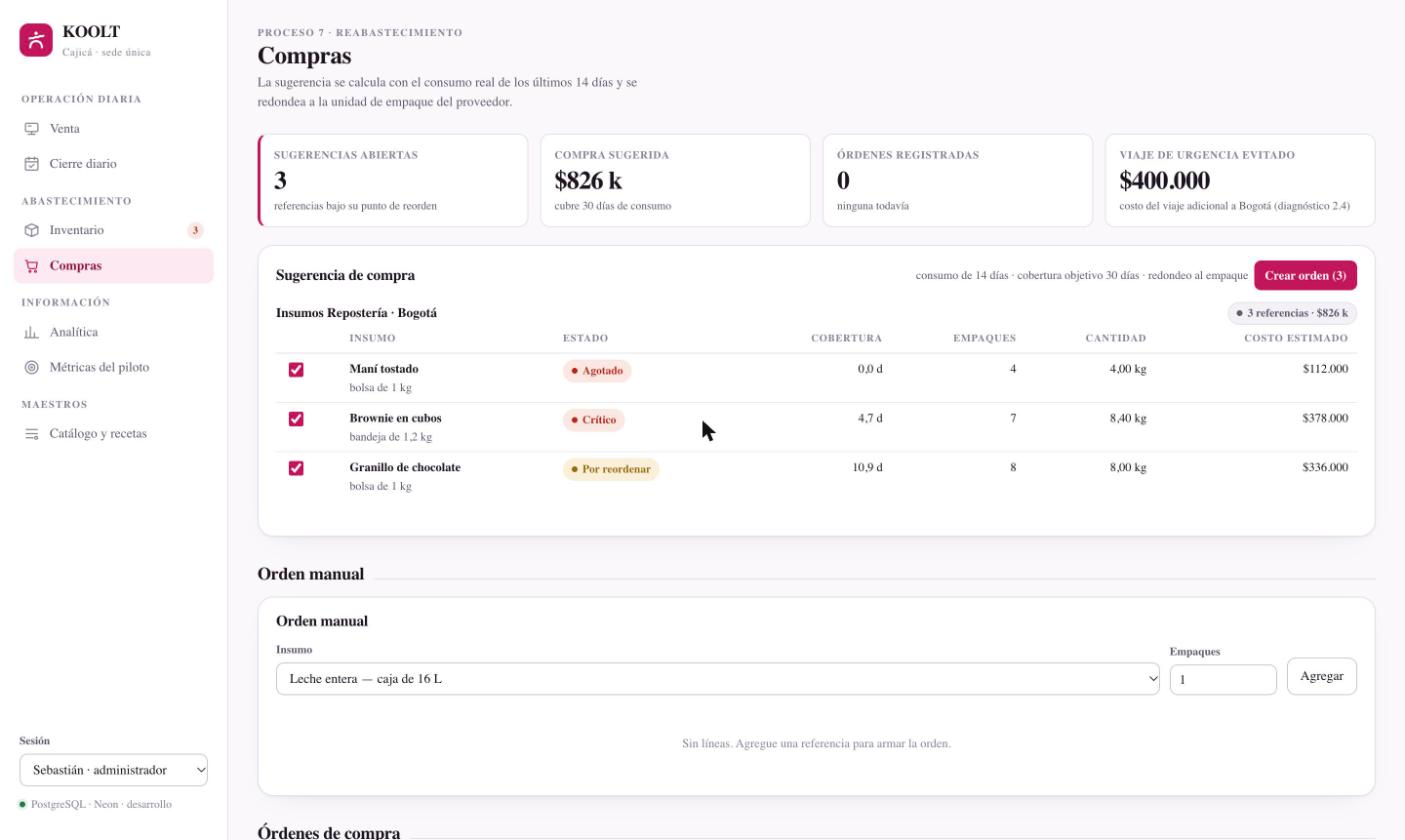 KOOLT
Cajicá · sede única
OPERACIÓN DIARIA
Venta
Cierre diario
ABASTECIMIENTO
Inventario 3
Compras
INFORMACIÓN
Analítica
Métricas del piloto
MAESTROS
Catálogo y recetas
Sesión
Sebastián · administrador
PostgreSQL · Neon · desarrollo
PROCESO 7 · REABASTECIMIENTO
Compras
La sugerencia se calcula con el consumo real de los últimos 14 días y se
redondea a la unidad de empaque del proveedor.
SUGERENCIAS ABIERTAS
3
referencias bajo su punto de reorden
COMPRA SUGERIDA
$826 k
cubre 30 días de consumo
ÓRDENES REGISTRADAS
0
ninguna todavía
VIAJE DE URGENCIA EVITADO
$400.000
costo del viaje adicional a Bogotá (diagnóstico 2.4)
Sugerencia de compra consumo de 14 días · cobertura objetivo 30 días · redondeo al empaque Crear orden (3)
Insumos Repostería · Bogotá 3 referencias · $826 k
INSUMO ESTADO COBERTURA EMPAQUES CANTIDAD COSTO ESTIMADO
Maní tostado Agotado 0,0 d 4 4,00 kg $112.000
bolsa de 1 kg
Brownie en cubos Crítico 4,7 d 7 8,40 kg $378.000
bandeja de 1,2 kg
Granillo de chocolate Por reordenar 10,9 d 8 8,00 kg $336.000
bolsa de 1 kg
Orden manual
Orden manual
Insumo Empaques
Leche entera — caja de 16 L 1 Agregar
Sin líneas. Agregue una referencia para armar la orden.
Órdenes de compra